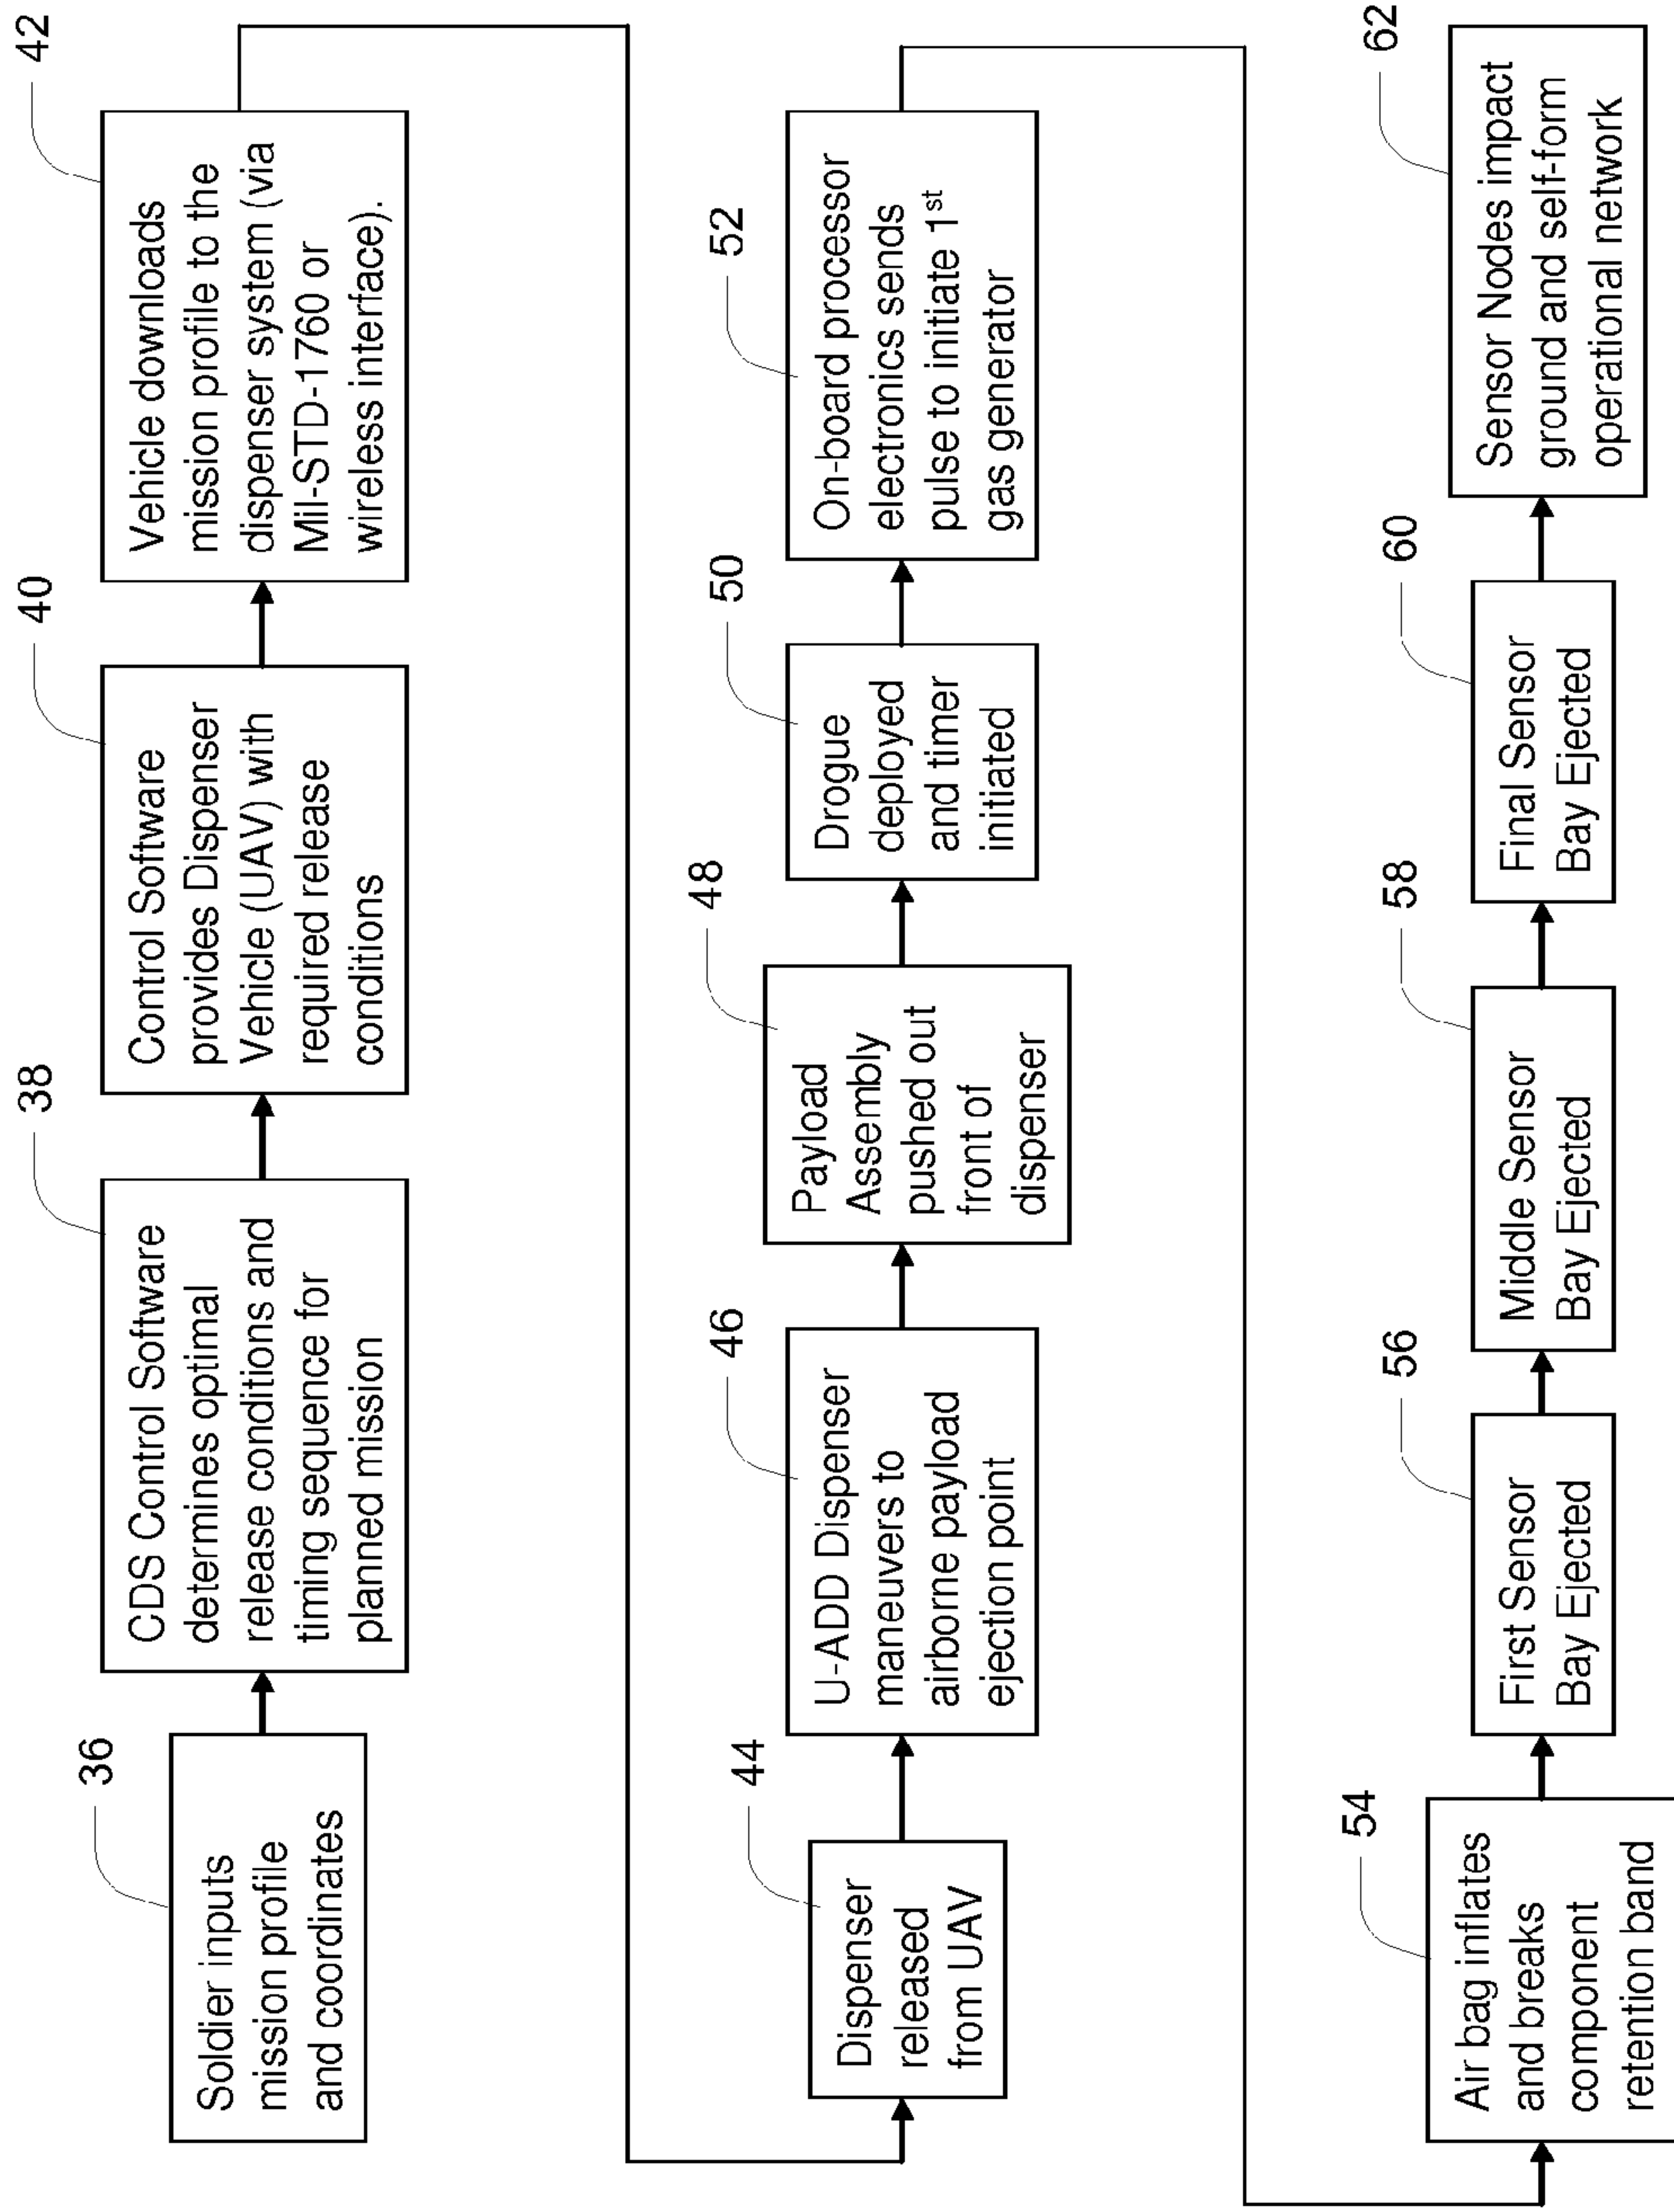 36
Soldier inputs
mission profile
and coordinates
38
CDS Control Software
determines optimal
release conditions and
timing sequence for
planned mission
40
Control Software
provides Dispenser
Vehicle (UAV) with
required release
conditions
42
Vehicle downloads
mission profile to the
dispenser system (via
Mil-STD-1760 or
wireless interface).
44
Dispenser
released
from UAV
46
U-ADD Dispenser
maneuvers to
airborne payload
ejection point
48
Payload
Assembly
pushed out
front of
dispenser
50
Drogue
deployed
and timer
initiated
52
On-board processor
electronics sends
pulse to initiate 1st
gas generator
54
Air bag inflates
and breaks
component
retention band
56
First Sensor
Bay Ejected
58
Middle Sensor
Bay Ejected
60
Final Sensor
Bay Ejected
62
Sensor Nodes impact
ground and self-form
operational network